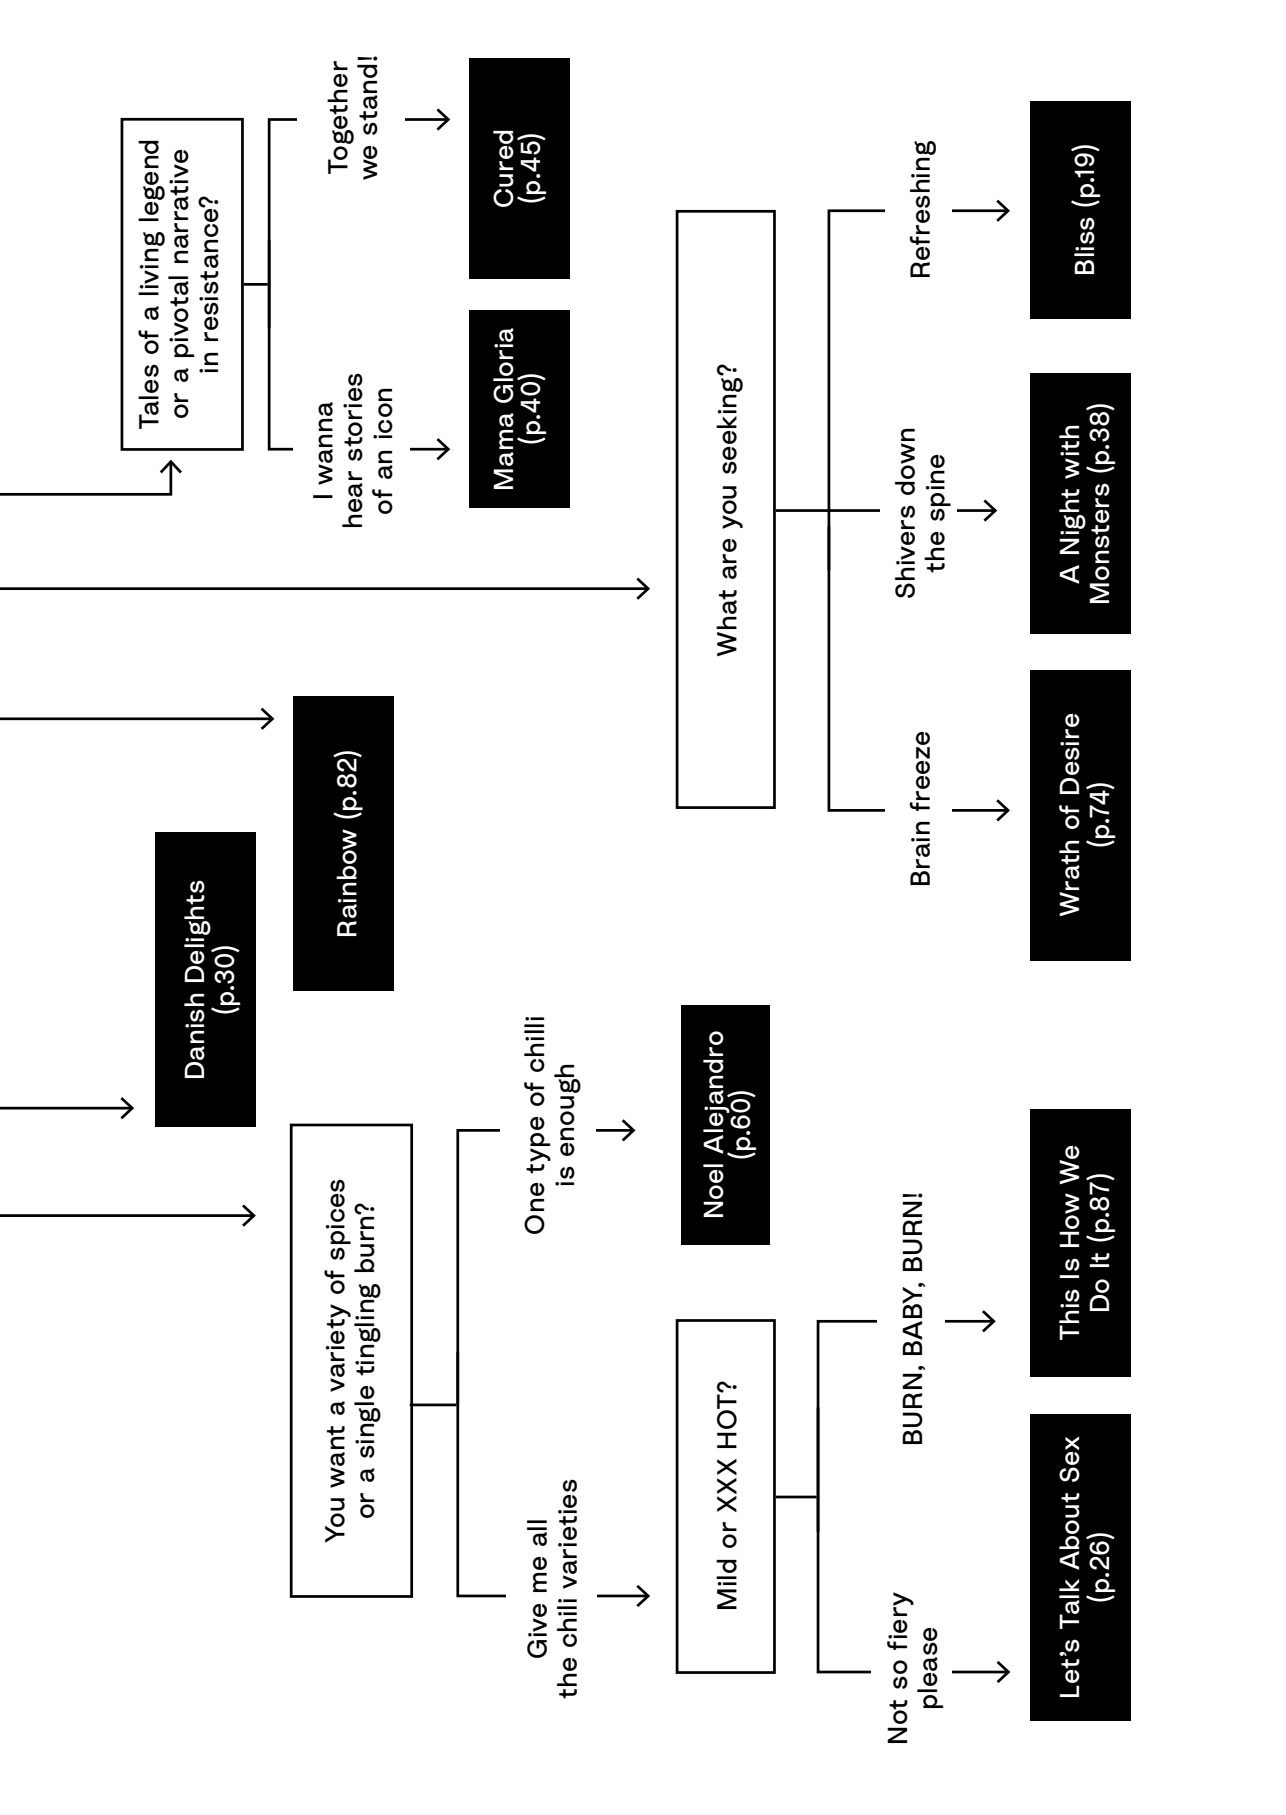 You want a variety of spices
or a single tingling burn?
Give me all
the chili varieties
One type of chilli
is enough
Mild or XXX HOT?
Noel Alejandro
(p.60)
Not so fiery
please
BURN, BABY, BURN!
Let's Talk About Sex
(p.26)
This Is How We
Do It (p.87)
Danish Delights
(p.30)
Rainbow (p.82)
Tales of a living legend
or a pivotal narrative
in resistance?
I wanna
hear stories
of an icon
Together
we stand!
Mama Gloria
(p.40)
Cured
(p.45)
What are you seeking?
Brain freeze
Shivers down
the spine
Refreshing
Wrath of Desire
(p.74)
A Night with
Monsters (p.38)
Bliss (p.19)